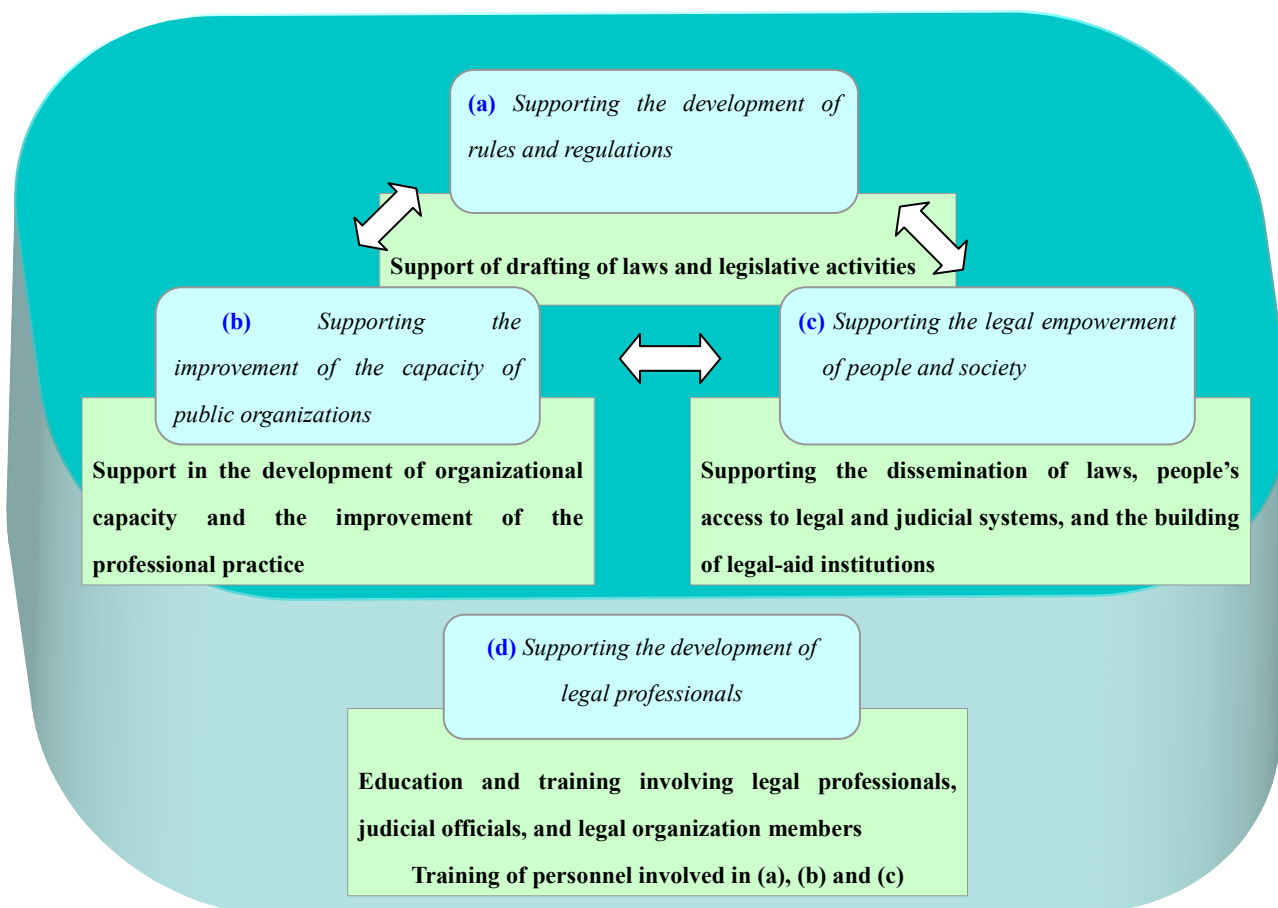 (a) Supporting the development of
rules and regulations
Support of drafting of laws and legislative activities
(b) Supporting the
improvement of the capacity of
public organizations
Support in the development of organizational
capacity and the improvement of the
professional practice
(c) Supporting the legal empowerment
of people and society
Supporting the dissemination of laws, people’s
access to legal and judicial systems, and the building
of legal-aid institutions
(d) Supporting the development of
legal professionals
Education and training involving legal professionals,
judicial officials, and legal organization members
Training of personnel involved in (a), (b) and (c)